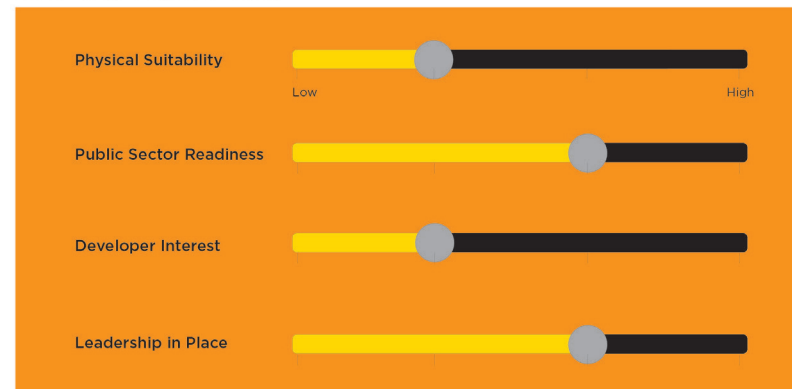 Physical Suitability
Low
High
Public Sector Readiness
Developer Interest
Leadership in Place